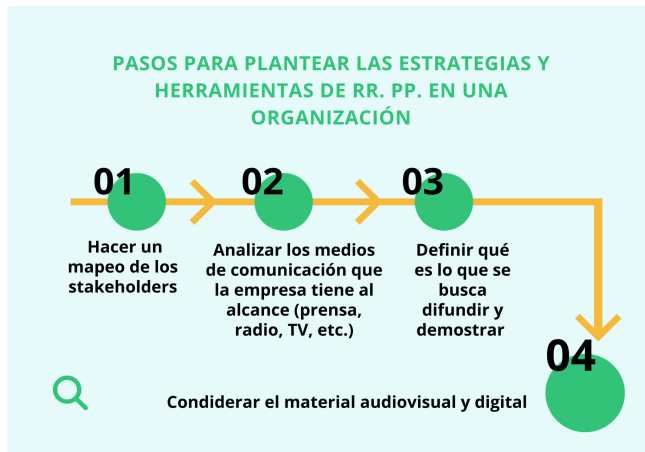 PASOS PARA PLANTEAR LAS ESTRATEGIAS Y
HERRAMIENTAS DE RR. PP. EN UNA
ORGANIZACIÓN
01
Hacer un
mapeo de los
stakeholders
02
Analizar los medios
de comunicación que
la empresa tiene al
alcance (prensa,
radio, TV, etc.)
03
Definir qué
es lo que se
busca
difundir y
demostrar
04
Condiderar el material audiovisual y digital